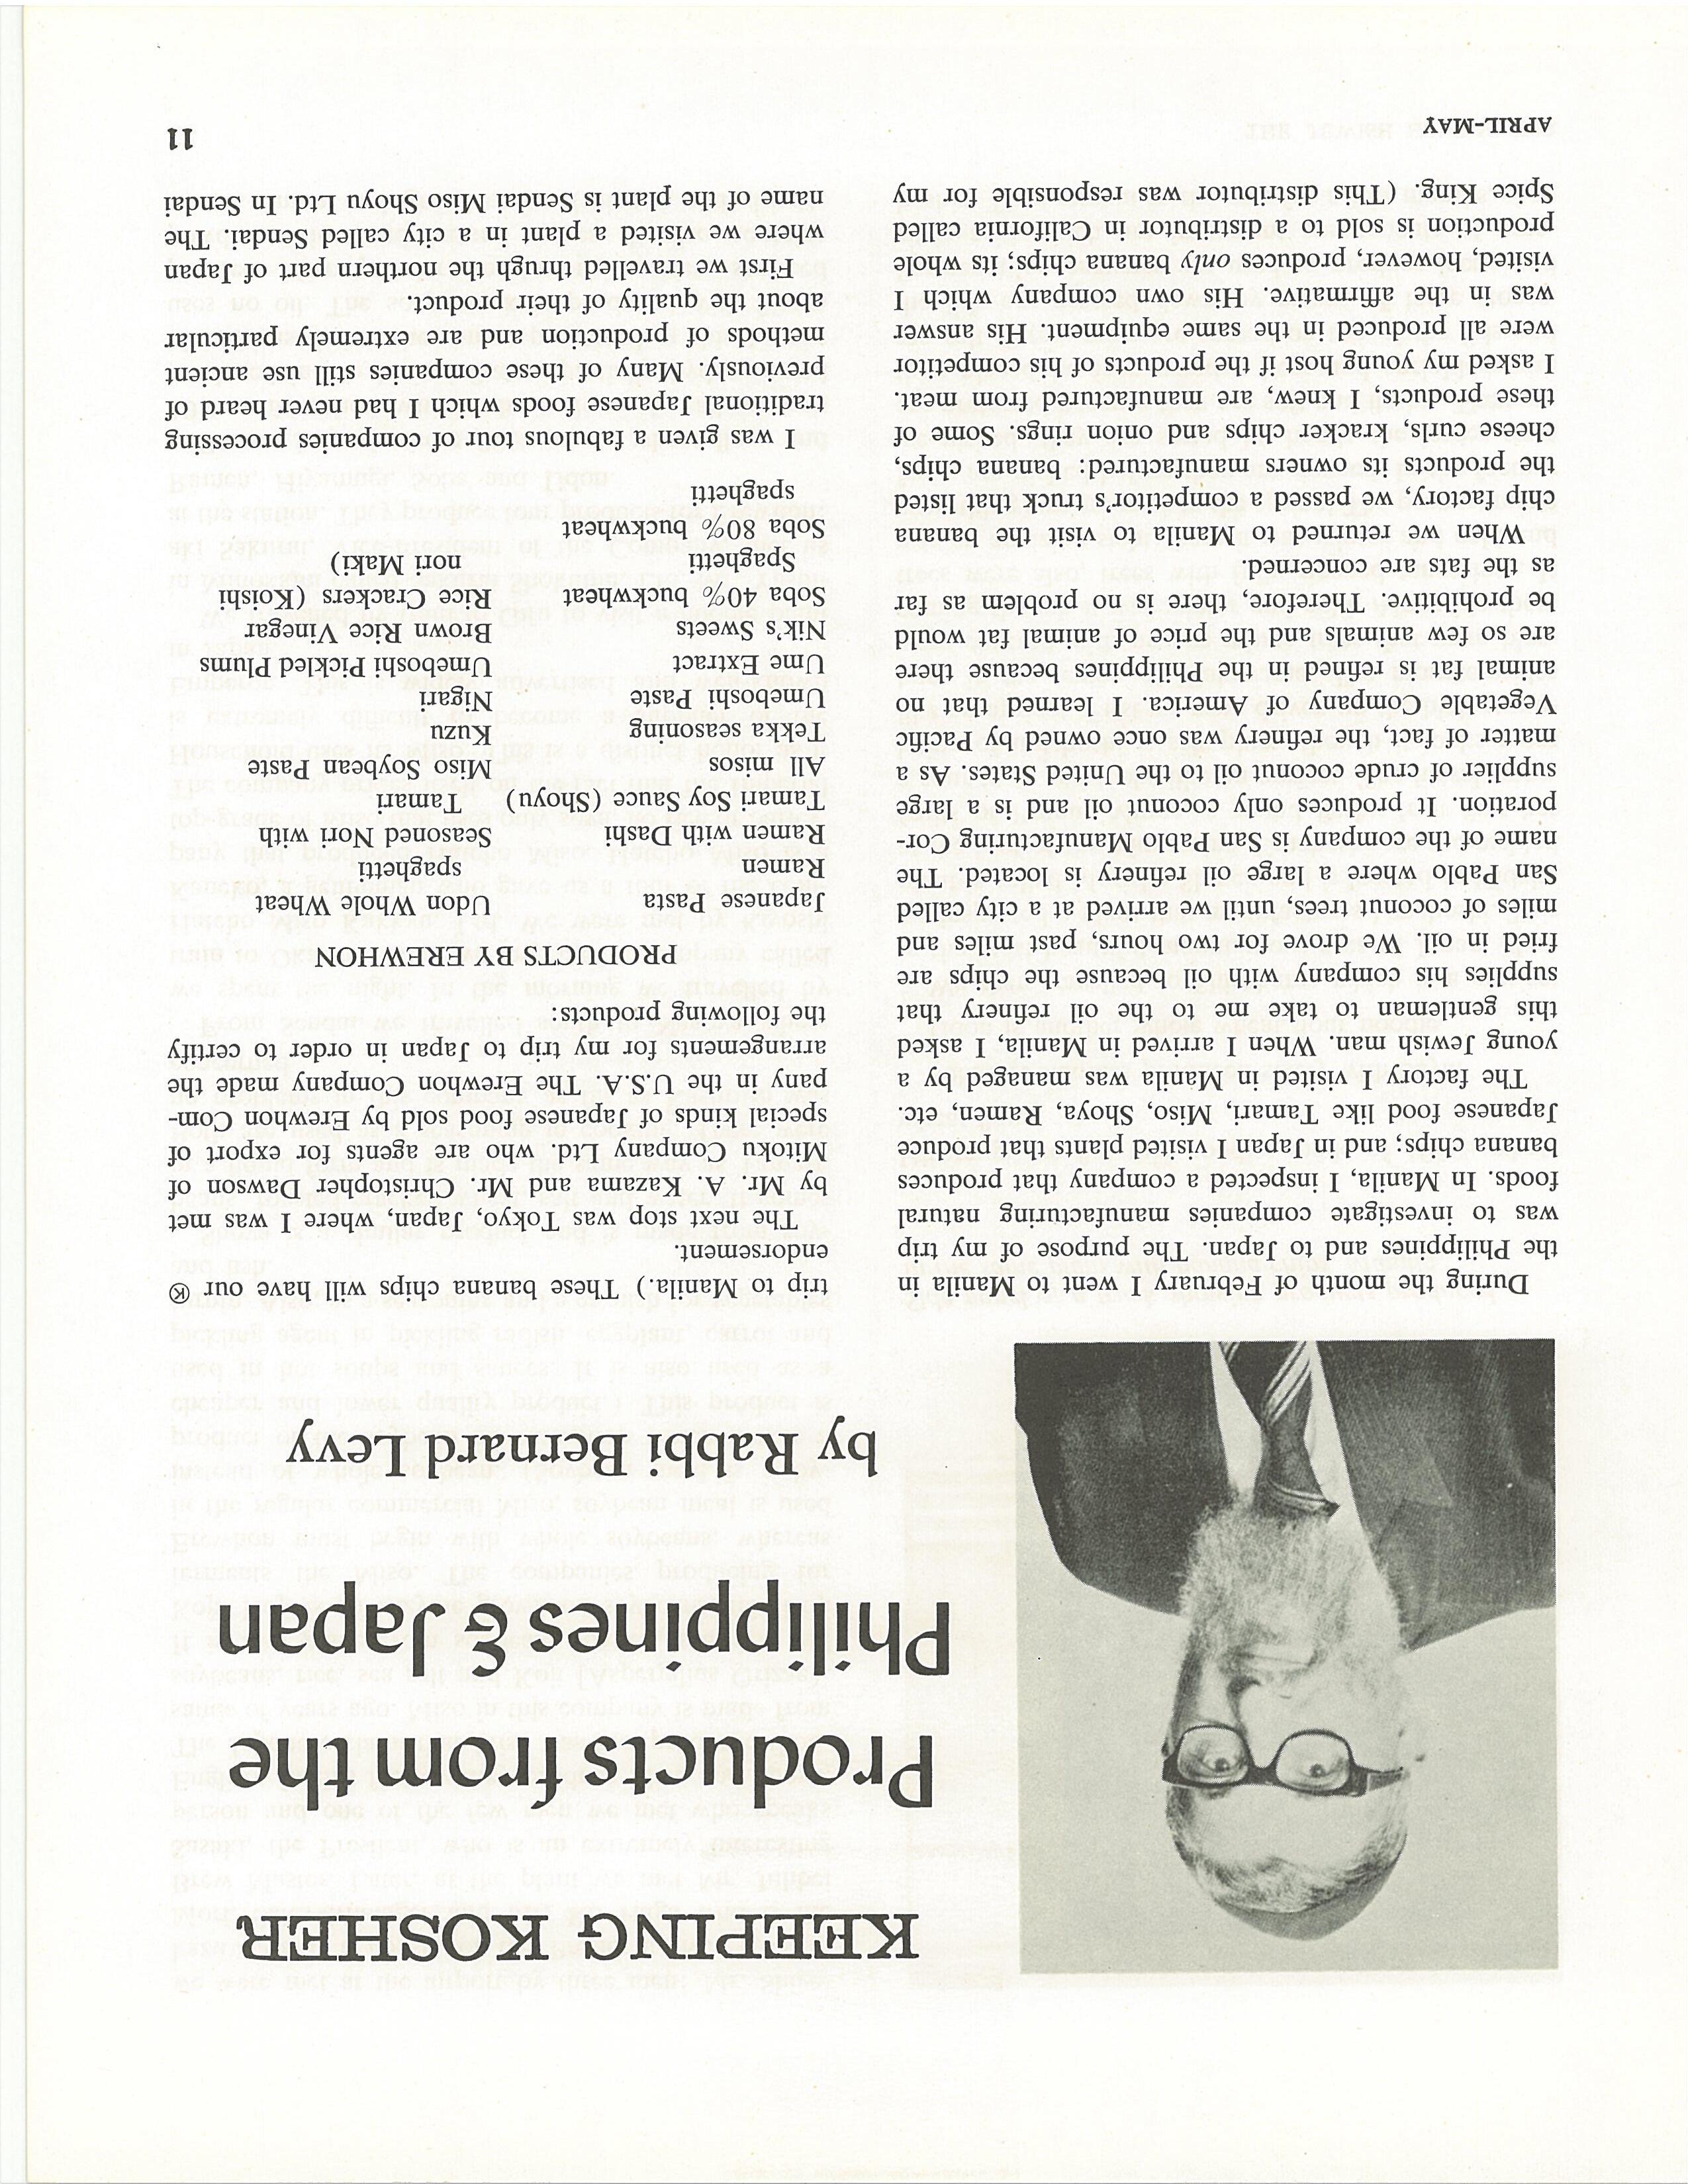 KEEPING KOSHER
Products from the
Philippines & Japan
by Rabbi Bernard Levy
During the month of February I went to Manila in
the Philippines and to Japan. The purpose of my trip
was to investigate companies manufacturing natural
foods. In Manila, I inspected a company that produces
banana chips; and in Japan I visited plants that produce
Japanese food like Tamari, Miso, Shoya, Ramen, etc.
The factory I visited in Manila was managed by a
young Jewish man. When I arrived in Manila, I asked
this gentleman to take me to the oil refinery that
supplies his company with oil because the chips are
fried in oil. We drove for two hours, past miles and
miles of coconut trees, until we arrived at a city called
San Pablo where a large oil refinery is located. The
name of the company is San Pablo Manufacturing Cor-
poration. It produces only coconut oil and is a large
supplier of crude coconut oil to the United States. As a
matter of fact, the refinery was once owned by Pacific
Vegetable Company of America. I learned that no
animal fat is refined in the Philippines because there
are so few animals and the price of animal fat would
be prohibitive. Therefore, there is no problem as far
as the fats are concerned.
When we returned to Manila to visit the banana
chip factory, we passed a competitor's truck that listed
the products its owners manufactured: banana chips,
cheese curls, kracker chips and onion rings. Some of
these products, I knew, are manufactured from meat.
I asked my young host if the products of his competitor
were all produced in the same equipment. His answer
was in the affirmative. His own company which I
visited, however, produces only banana chips; its whole
production is sold to a distributor in California called
Spice King. (This distributor was responsible for my
trip to Manila.) These banana chips will have our Ⓚ
endorsement.
The next stop was Tokyo, Japan, where I was met
by Mr. A. Kazama and Mr. Christopher Dawson of
Mitoku Company Ltd. who are agents for export of
special kinds of Japanese food sold by Erewhon Com-
pany in the U.S.A. The Erewhon Company made the
arrangements for my trip to Japan in order to certify
the following products:
PRODUCTS BY EREWHON
Japanese Pasta
Ramen
Ramen with Dashi
Tamari Soy Sauce (Shoyu)
All misos
Tekka seasoning
Umeboshi Paste
Ume Extract
Nik's Sweets
Soba 40% buckwheat
Spaghetti
Soba 80% buckwheat
spaghetti
Udon Whole Wheat
spaghetti
Seasoned Nori with
Tamari
Miso Soybean Paste
Kuzu
Nigari
Umeboshi Pickled Plums
Brown Rice Vinegar
Rice Crackers (Koishi
nori Maki)
I was given a fabulous tour of companies processing
traditional Japanese foods which I had never heard of
previously. Many of these companies still use ancient
methods of production and are extremely particular
about the quality of their product.
First we travelled thrugh the northern part of Japan
where we visited a plant in a city called Sendai. The
name of the plant is Sendai Miso Shoyu Ltd. In Sendai
APRIL-MAY
11